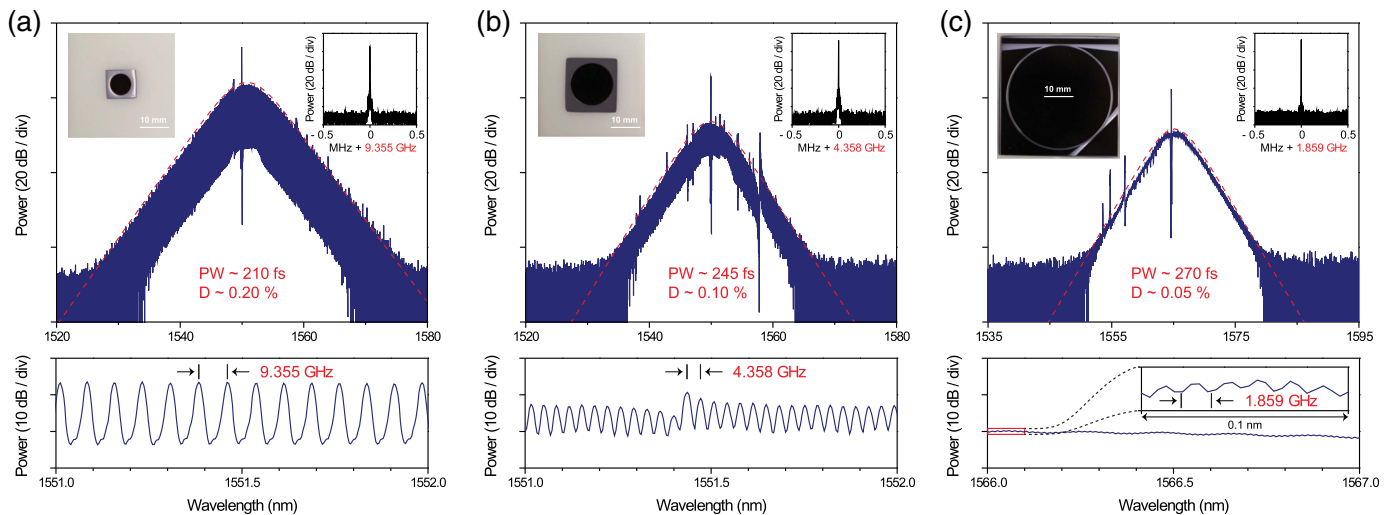 (a)
Power (20 dB / div)
10 mm
Power (20 dB / div)
- 0.5 0 0.5
MHz + 9.355 GHz
PW ~ 210 fs
D ~ 0.20 %
1520 1540 1560 1580
Power (10 dB / div)
9.355 GHz
1551.0 1551.5 1552.0
Wavelength (nm)
(b)
Power (20 dB / div)
10 mm
Power (20 dB / div)
- 0.5 0 0.5
MHz + 4.358 GHz
PW ~ 245 fs
D ~ 0.10 %
1520 1540 1560 1580
Power (10 dB / div)
4.358 GHz
1551.0 1551.5 1552.0
Wavelength (nm)
(c)
Power (20 dB / div)
10 mm
Power (20 dB / div)
- 0.5 0 0.5
MHz + 1.859 GHz
PW ~ 270 fs
D ~ 0.05 %
1535 1555 1575 1595
Power (10 dB / div)
1.859 GHz
0.1 nm
1566.0 1566.5 1567.0
Wavelength (nm)